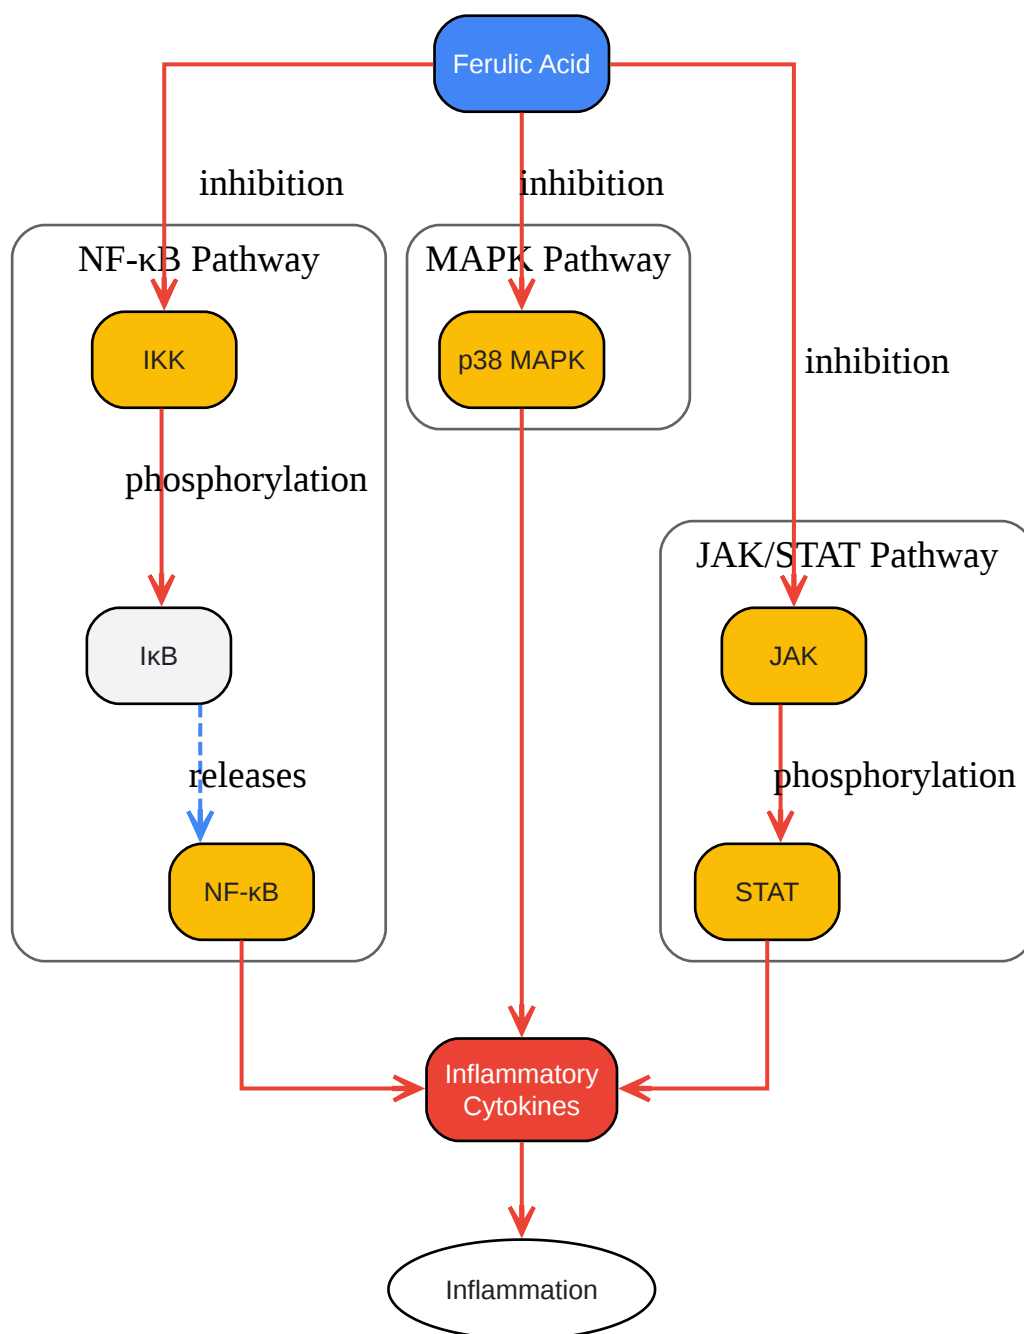 Ferulic Acid
inhibition
inhibition
NF-κB Pathway
MAPK Pathway
IKK
p38 MAPK
inhibition
phosphorylation
JAK/STAT Pathway
IκB
JAK
releases
phosphorylation
NF-κB
STAT
Inflammatory
Cytokines
Inflammation